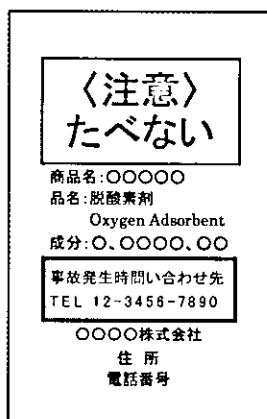 〈注意〉
たべない
商品名:○○○○○
品名:脱酸素剤
Oxygen Adsorbent
成分:○、○○○○、○○
事故発生時問い合わせ先
TEL 12-3456-7890
○○○○株式会社
住 所
電話番号